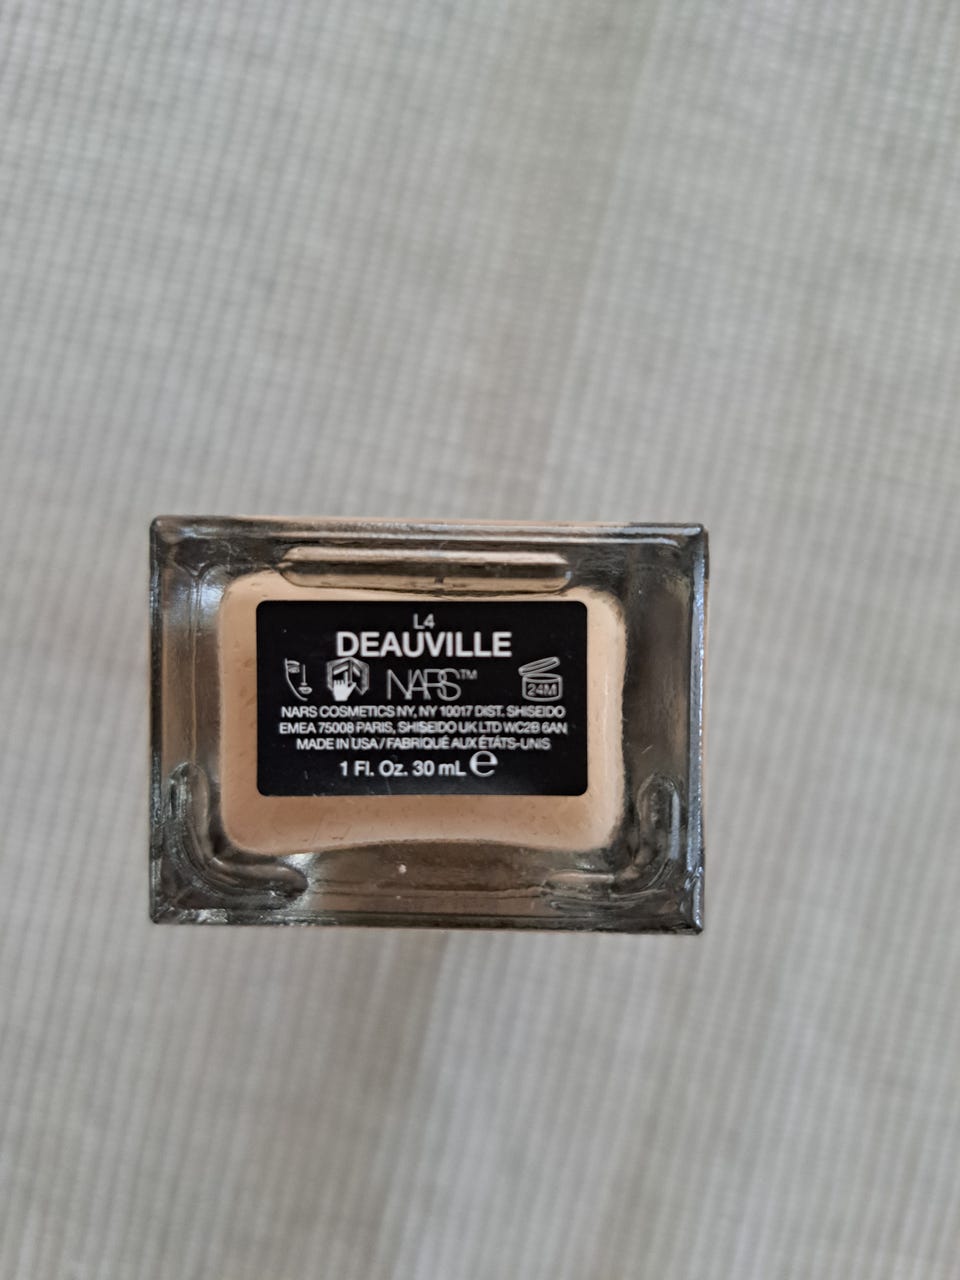 L4
DEAUVILLE
NARS™ 24M
NARS COSMETICS NY, NY 10017 DIST. SHISEIDO
EMEA 75008 PARIS, SHISEIDO UK LTD WC2B 6AN
MADE IN USA / FABRIQUÉ AUX ÉTATS-UNIS
1 Fl. Oz. 30 mL ℮